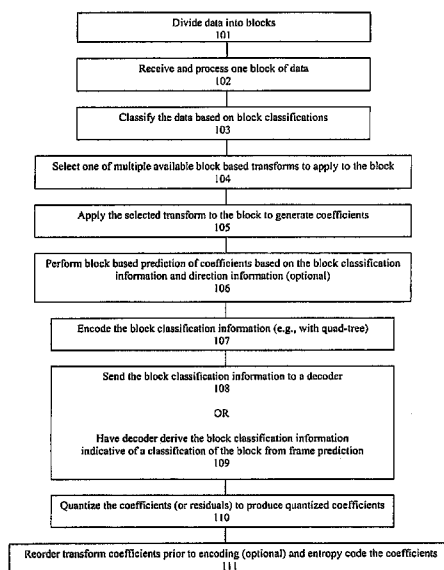 Divide data into blocks
101
Receive and process one block of data
102
Classify the data based on block classifications
103
Select one of multiple available block based transforms to apply to the block
104
Apply the selected transform to the block to generate coefficients
105
Perform block based prediction of coefficients based on the block classification
information and direction information (optional)
106
Encode the block classification information (e.g., with quad-tree)
107
Send the block classification information to a decoder
108
OR
Have decoder derive the block classification information
indicative of a classification of the block from frame prediction
109
Quantize the coefficients (or residuals) to produce quantized coefficients
110
Reorder transform coefficients prior to encoding (optional) and entropy code the coefficients
111